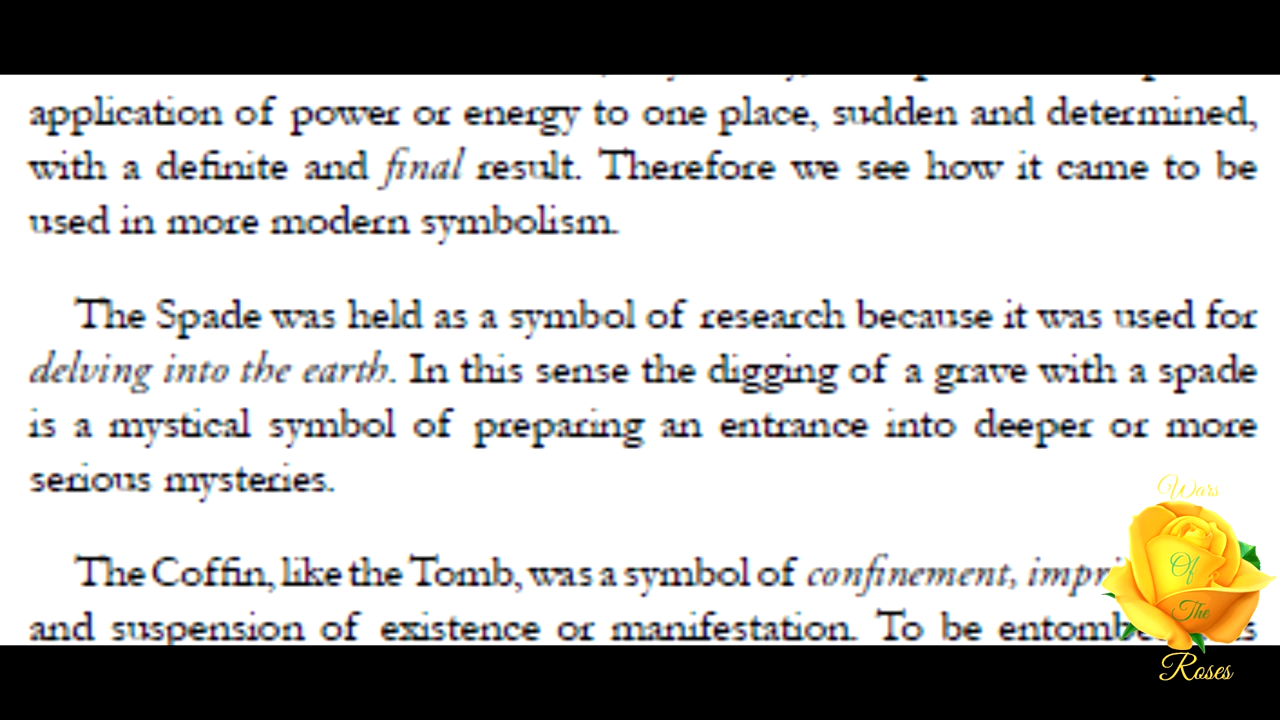 application of power or energy to one place, sudden and determined,
with a definite and final result. Therefore we see how it came to be
used in more modern symbolism.
The Spade was held as a symbol of research because it was used for
delving into the earth. In this sense the digging of a grave with a spade
is a mystical symbol of preparing an entrance into deeper or more
serious mysteries.
The Coffin, like the Tomb, was a symbol of confinement,
and suspension of existence or manifestation. To be
Wars
Of
The
Roses